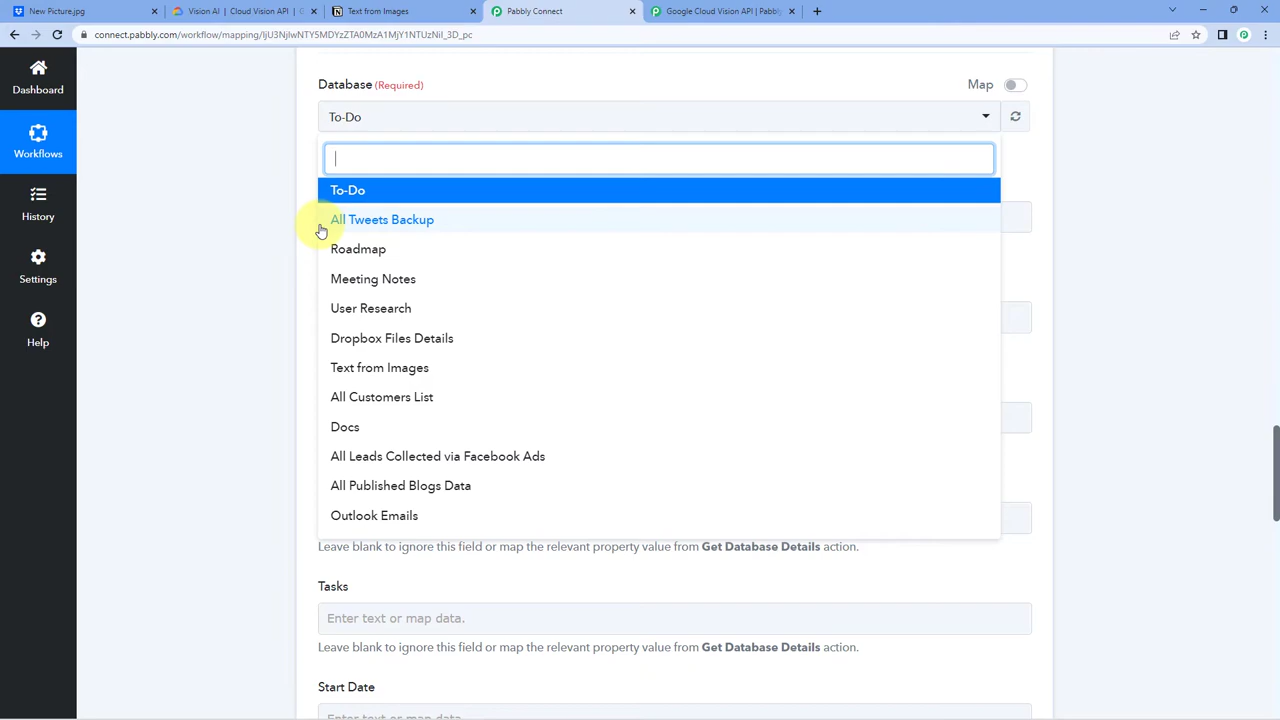 New Picture.jpg
Vision AI | Cloud Vision API | G
Text from Images
Pabbly Connect
Google Cloud Vision API | Pabbly
connect.pabbly.com/workflow/mapping/
Dashboard
Workflows
History
Settings
Help
Database (Required)
Map
To-Do
To-Do
All Tweets Backup
Roadmap
Meeting Notes
User Research
Dropbox Files Details
Text from Images
All Customers List
Docs
All Leads Collected via Facebook Ads
All Published Blogs Data
Outlook Emails
Leave blank to ignore this field or map the relevant property value from Get Database Details action.
Tasks
Enter text or map data.
Leave blank to ignore this field or map the relevant property value from Get Database Details action.
Start Date
Enter text or map data.